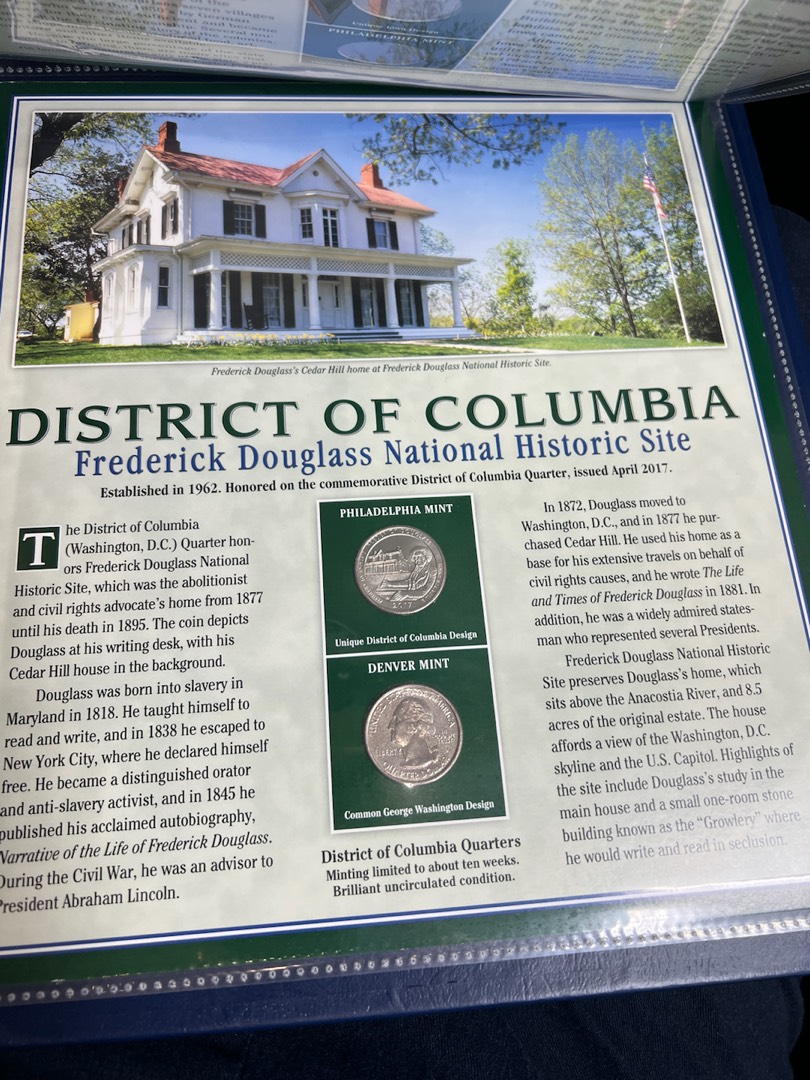 PHILADELPHIA MINT
Frederick Douglass's Cedar Hill home at Frederick Douglass National Historic Site.
DISTRICT OF COLUMBIA
Frederick Douglass National Historic Site
Established in 1962. Honored on the commemorative District of Columbia Quarter, issued April 2017.
The District of Columbia
(Washington, D.C.) Quarter hon-
ors Frederick Douglass National
Historic Site, which was the abolitionist
and civil rights advocate's home from 1877
until his death in 1895. The coin depicts
Douglass at his writing desk, with his
Cedar Hill house in the background.
Douglass was born into slavery in
Maryland in 1818. He taught himself to
read and write, and in 1838 he escaped to
New York City, where he declared himself
free. He became a distinguished orator
and anti-slavery activist, and in 1845 he
published his acclaimed autobiography,
Narrative of the Life of Frederick Douglass.
During the Civil War, he was an advisor to
President Abraham Lincoln.
PHILADELPHIA MINT
2017
Unique District of Columbia Design
DENVER MINT
UNITED STATES OF AMERICA
LIBERTY
QUARTER DOLLAR
Common George Washington Design
District of Columbia Quarters
Minting limited to about ten weeks.
Brilliant uncirculated condition.
In 1872, Douglass moved to
Washington, D.C., and in 1877 he pur-
chased Cedar Hill. He used his home as a
base for his extensive travels on behalf of
civil rights causes, and he wrote The Life
and Times of Frederick Douglass in 1881. In
addition, he was a widely admired states-
man who represented several Presidents.
Frederick Douglass National Historic
Site preserves Douglass's home, which
sits above the Anacostia River, and 8.5
acres of the original estate. The house
affords a view of the Washington, D.C.
skyline and the U.S. Capitol. Highlights of
the site include Douglass's study in the
main house and a small one-room stone
building known as the "Growlery" where
he would write and read in seclusion.